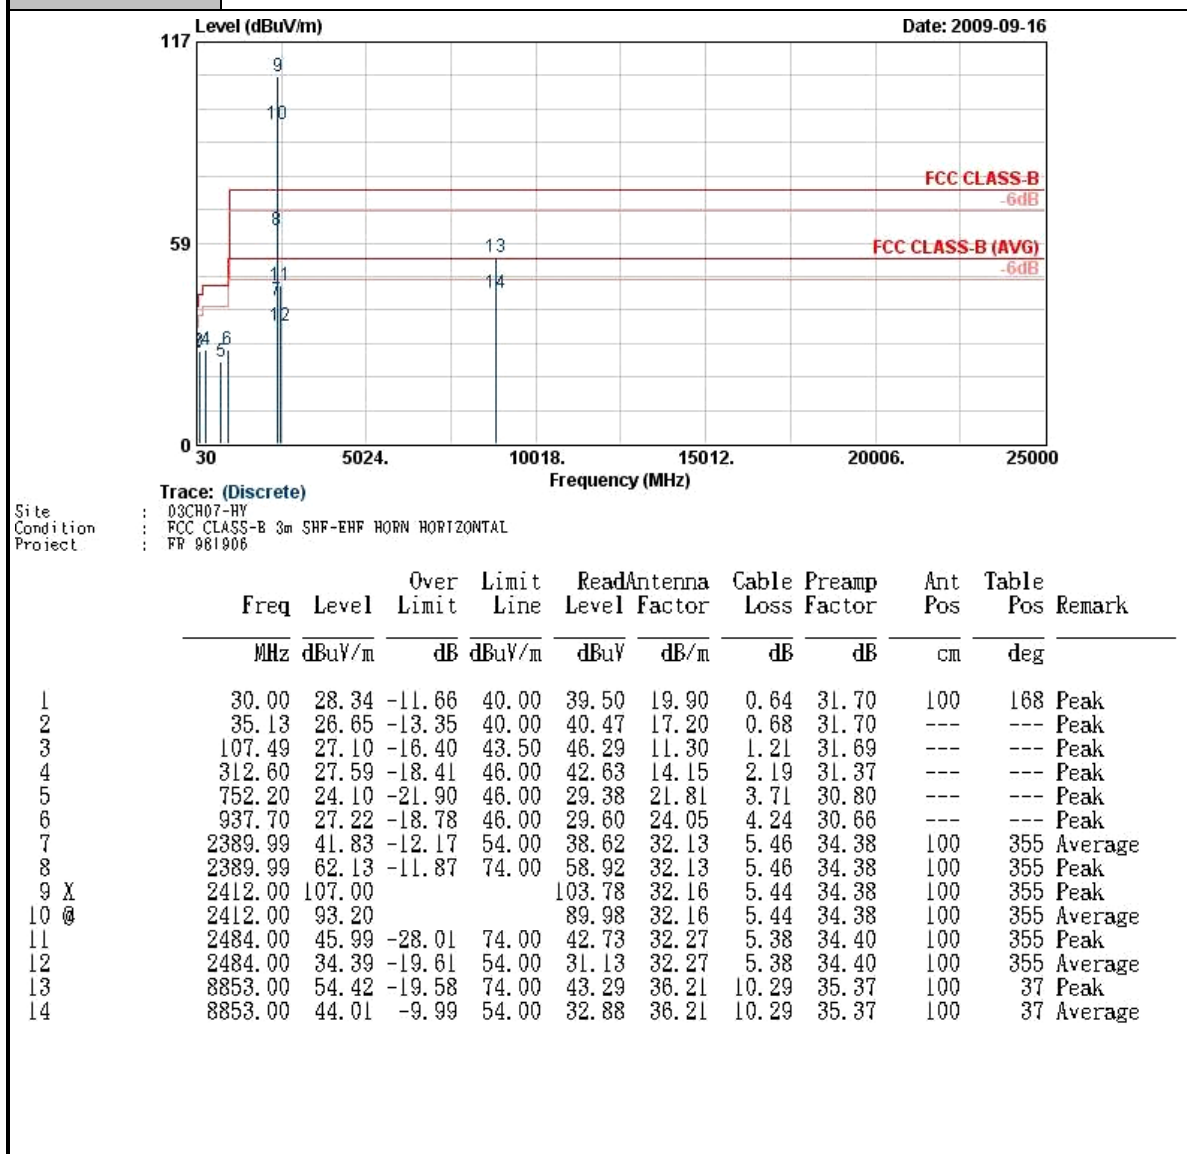 Level (dBuV/m) Date: 2009-09-16
117
9
10
FCC CLASS-B
-6dB
8
59
13
FCC CLASS-B (AVG)
-6dB
11
14
7
12
4
6
5
0
30 5024. 10018. 15012. 20006. 25000
Frequency (MHz)
Trace: (Discrete)
Site : 03CH07-HY
Condition : FCC CLASS-B 3m SHF-EHF HORN HORIZONTAL
Project : FR 981906
Over Limit ReadAntenna Cable Preamp Ant Table
Freq Level Limit Line Level Factor Loss Factor Pos Pos Remark
MHz dBuV/m dB dBuV/m dBuV dB/m dB dB cm deg
1 30.00 28.34 -11.66 40.00 39.50 19.90 0.64 31.70 100 168 Peak
2 35.13 26.65 -13.35 40.00 40.47 17.20 0.68 31.70 --- --- Peak
3 107.49 27.10 -16.40 43.50 46.29 11.30 1.21 31.69 --- --- Peak
4 312.60 27.59 -18.41 46.00 42.63 14.15 2.19 31.37 --- --- Peak
5 752.20 24.10 -21.90 46.00 29.38 21.81 3.71 30.80 --- --- Peak
6 937.70 27.22 -18.78 46.00 29.60 24.05 4.24 30.66 --- --- Peak
7 2389.99 41.83 -12.17 54.00 38.62 32.13 5.46 34.38 100 355 Average
8 2389.99 62.13 -11.87 74.00 58.92 32.13 5.46 34.38 100 355 Peak
9 X 2412.00 107.00 103.78 32.16 5.44 34.38 100 355 Peak
10 @ 2412.00 93.20 89.98 32.16 5.44 34.38 100 355 Average
11 2484.00 45.99 -28.01 74.00 42.73 32.27 5.38 34.40 100 355 Peak
12 2484.00 34.39 -19.61 54.00 31.13 32.27 5.38 34.40 100 355 Average
13 8853.00 54.42 -19.58 74.00 43.29 36.21 10.29 35.37 100 37 Peak
14 8853.00 44.01 -9.99 54.00 32.88 36.21 10.29 35.37 100 37 Average